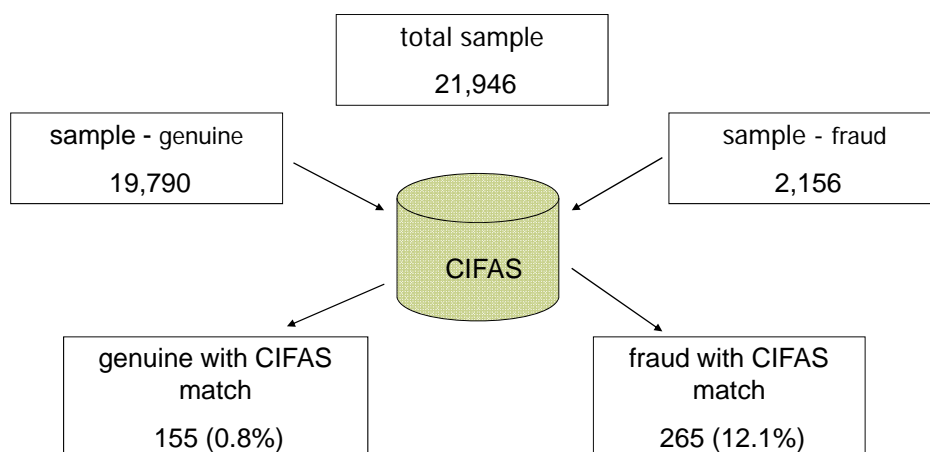 total sample
21,946
sample - genuine
19,790
sample - fraud
2,156
CIFAS
genuine with CIFAS
match
155 (0.8%)
fraud with CIFAS
match
265 (12.1%)